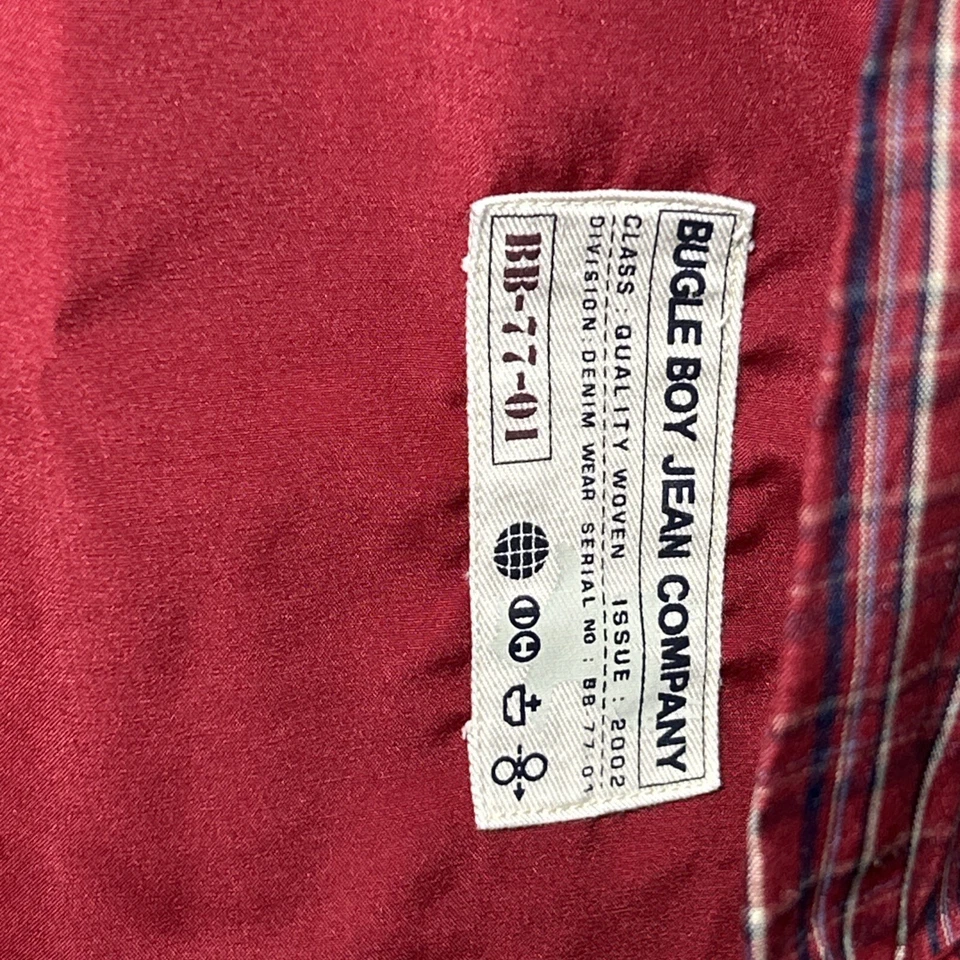 BUGLE BOY JEAN COMPANY
CLASS : QUALITY WOVEN ISSUE : 2002
DIVISION : DENIM WEAR SERIAL NO : BB-77-01
BB-77-01